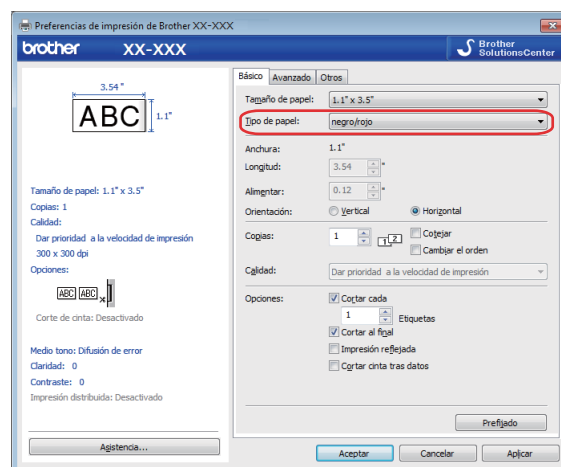 Preferencias de impresión de Brother XX-XXX
brother XX-XXX
Brother
SolutionsCenter
3.54 "
ABC
1.1"
Tamaño de papel: 1.1" x 3.5"
Copias: 1
Calidad:
Dar prioridad a la velocidad de impresión
300 x 300 dpi
Opciones:
ABC ABC
Corte de cinta: Desactivado
Medio tono: Difusión de error
Claridad: 0
Contraste: 0
Impresión distribuida: Desactivado
Asistencia...
Básico Avanzado Otros
Tamaño de papel: 1.1" x 3.5"
Tipo de papel: negro/rojo
Anchura: 1.1"
Longitud: 3.54 "
Alimentar: 0.12 "
Orientación: Vertical Horizontal
Copias: 1 1 2 Cotejar
Cambiar el orden
Calidad: Dar prioridad a la velocidad de impresión
Opciones: Cortar cada
1 Etiquetas
Cortar al final
Impresión reflejada
Cortar cinta tras datos
Prefijado
Aceptar Cancelar Aplicar